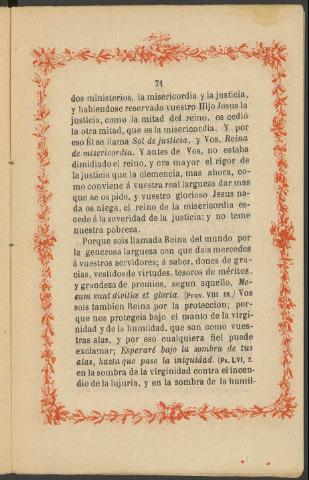 71
dos ministerios, la misericordia y la justicia,
y habiendose reservado vuestro Hijo Jesus la
justicia, como la mitad del reino, os cedió
la otra mitad, que es la misericordia. Y por
eso El se llama Sol de justicia, y Vos, Reina
de misericordia. Y antes de Vos, no estaba
dimidiado el reino, y era mayor el rigor de
la justicia que la clemencia, mas ahora, co-
mo conviene á vuestra real largueza dar mas
que se os pide, y vuestro glorioso Jesus na-
da os niega, el reino de la misericordia es-
cede á la severidad de la justicia; y no teme
nuestra pobreza.
Porque sois llamada Reina del mundo por
la generosa largueza con que dais mercedes
á vuestros servidores; á saber, dones de gra-
cias, vestidos de virtudes, tesoros de méritos,
y grandeza de premios, segun aquello, Me-
cum sunt divitiæ et gloria. (Prov. VIII 18.) Vos
sois tambien Reina por la proteccion; por-
que nos protegeis bajo el manto de la virgi-
nidad y de la humildad, que son como vues-
tras alas, y por eso cualquiera fiel puede
exclamar; Esperaré bajo la sombra de tus
alas, hasta que pase la iniquidad. (Ps. LVI, 2.
en la sombra de la virginidad contra el incen-
dio de la lujuria, y en la sombra de la humil-